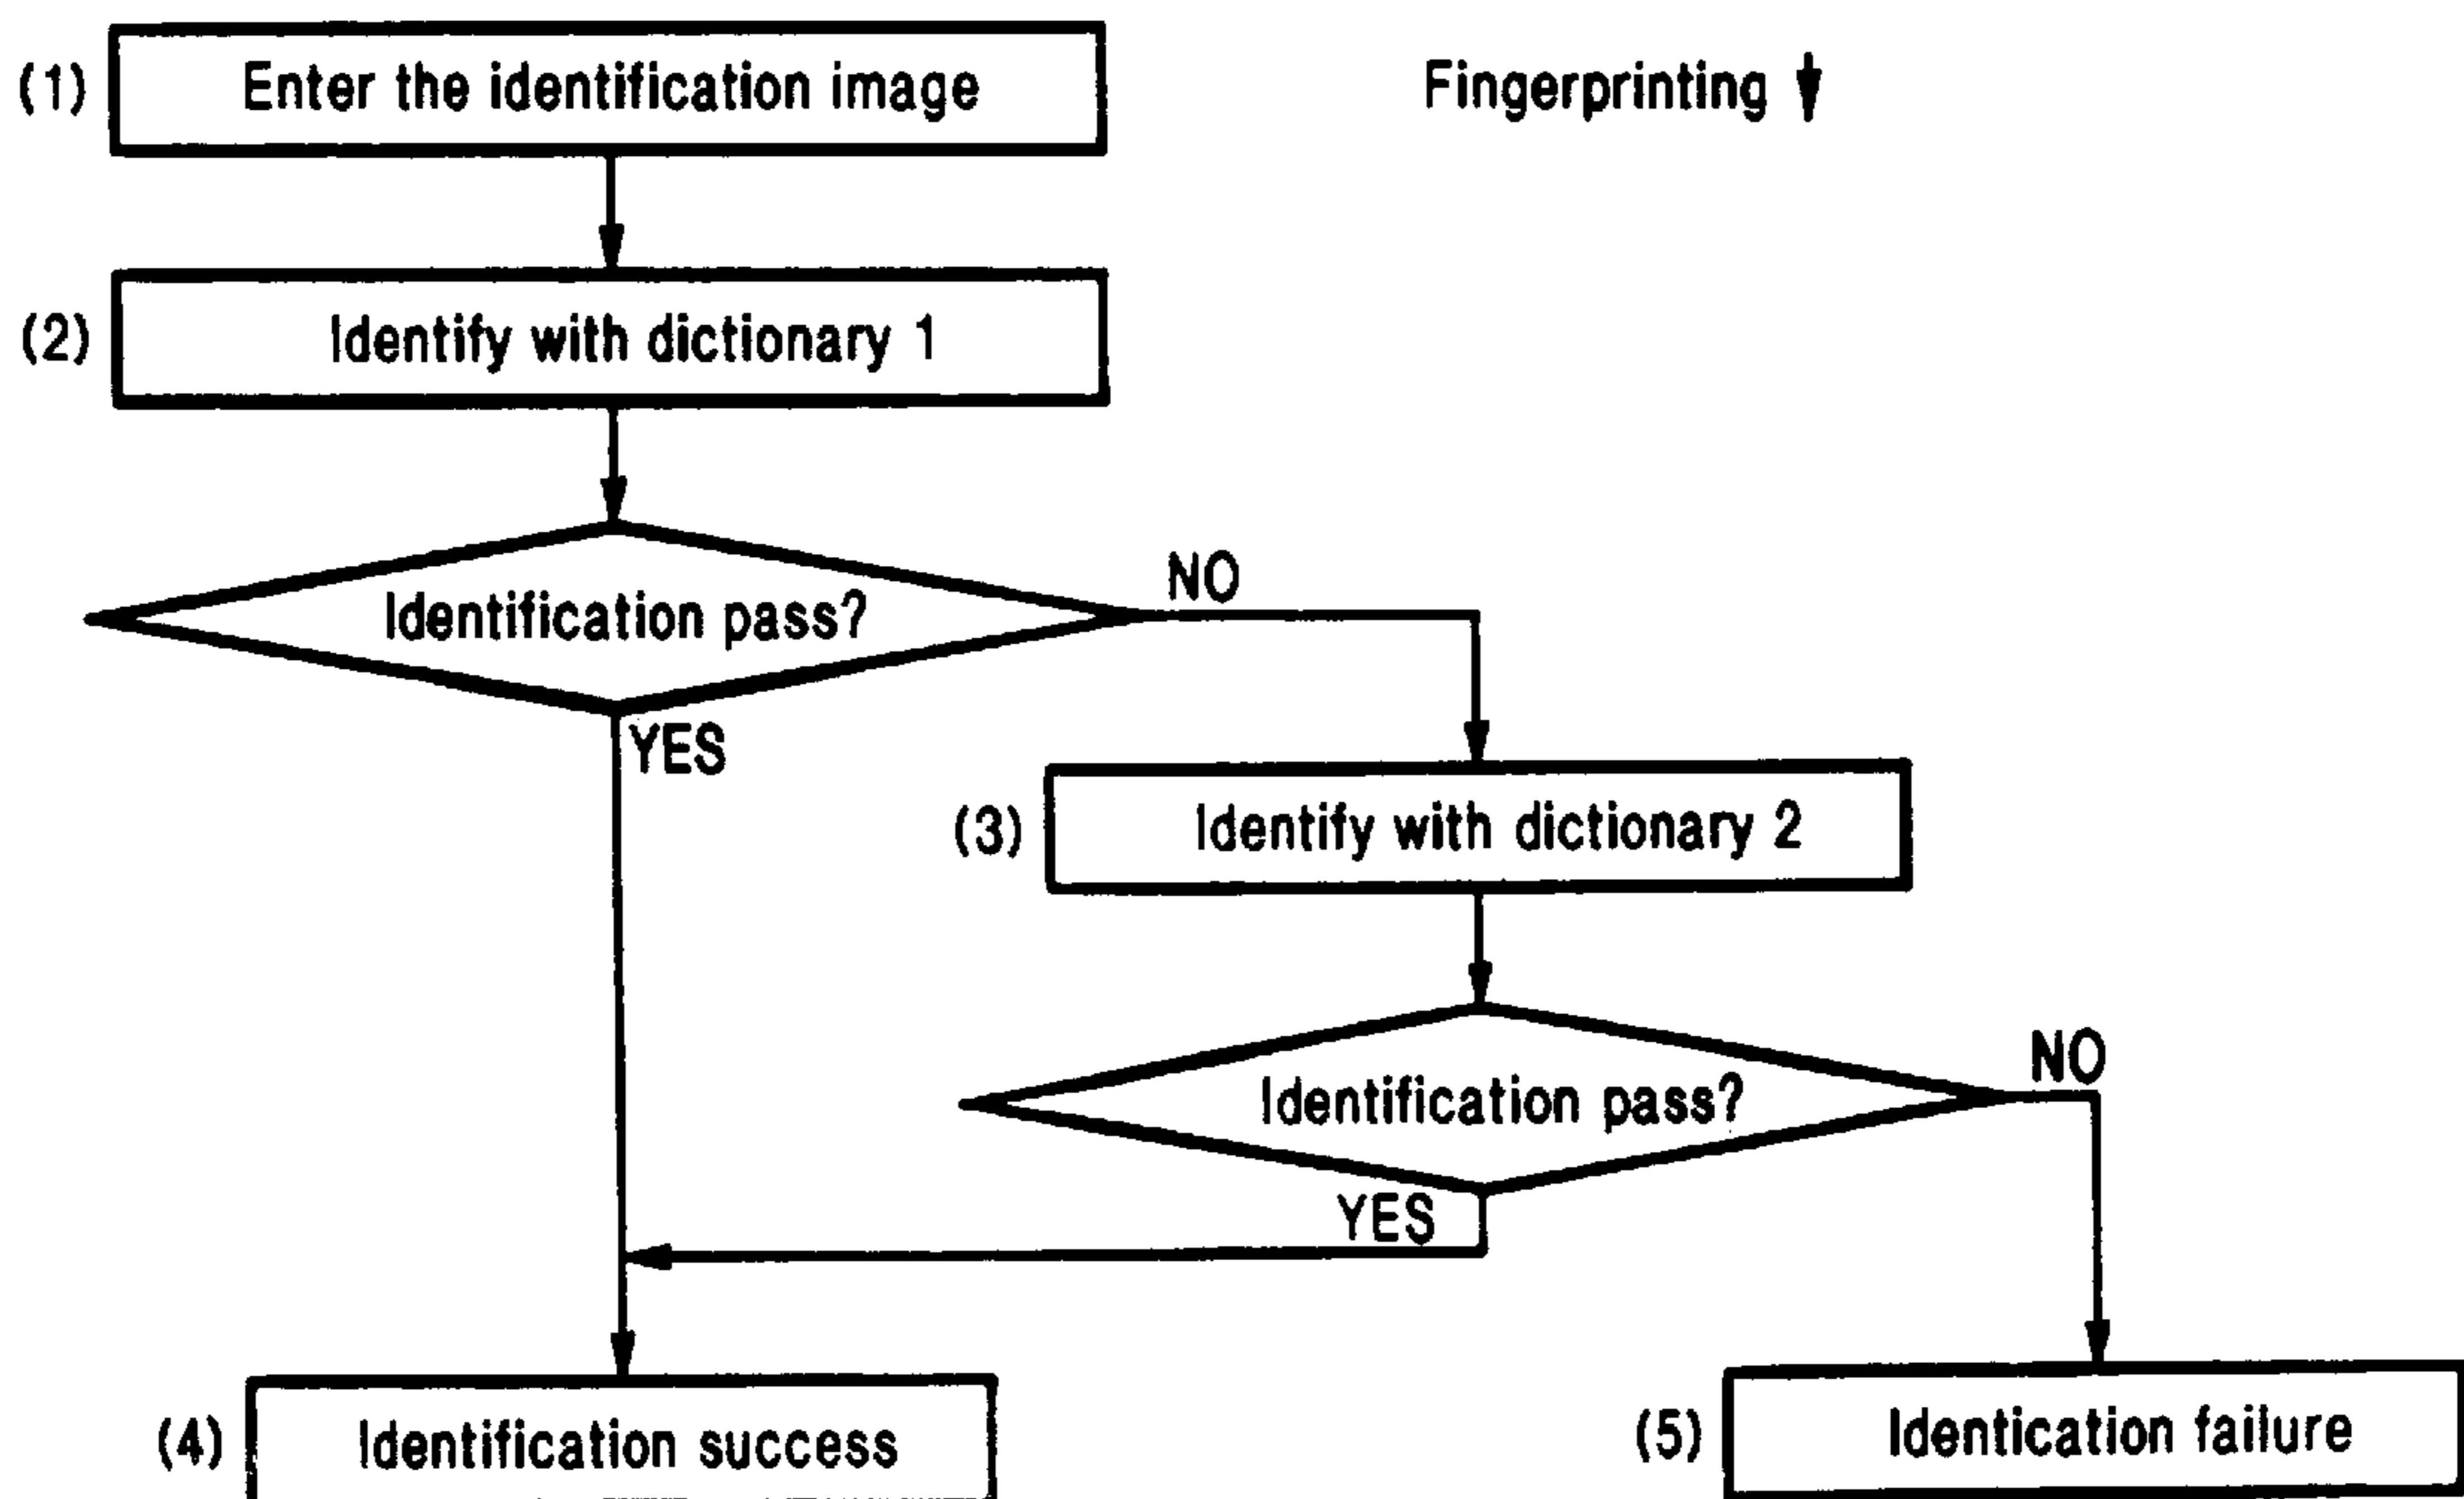 (1) Enter the identification image
Fingerprinting
(2) Identify with dictionary 1
Identification pass?
NO
YES
(3) Identify with dictionary 2
Identification pass?
NO
YES
(4) Identification success
(5) Identication failure